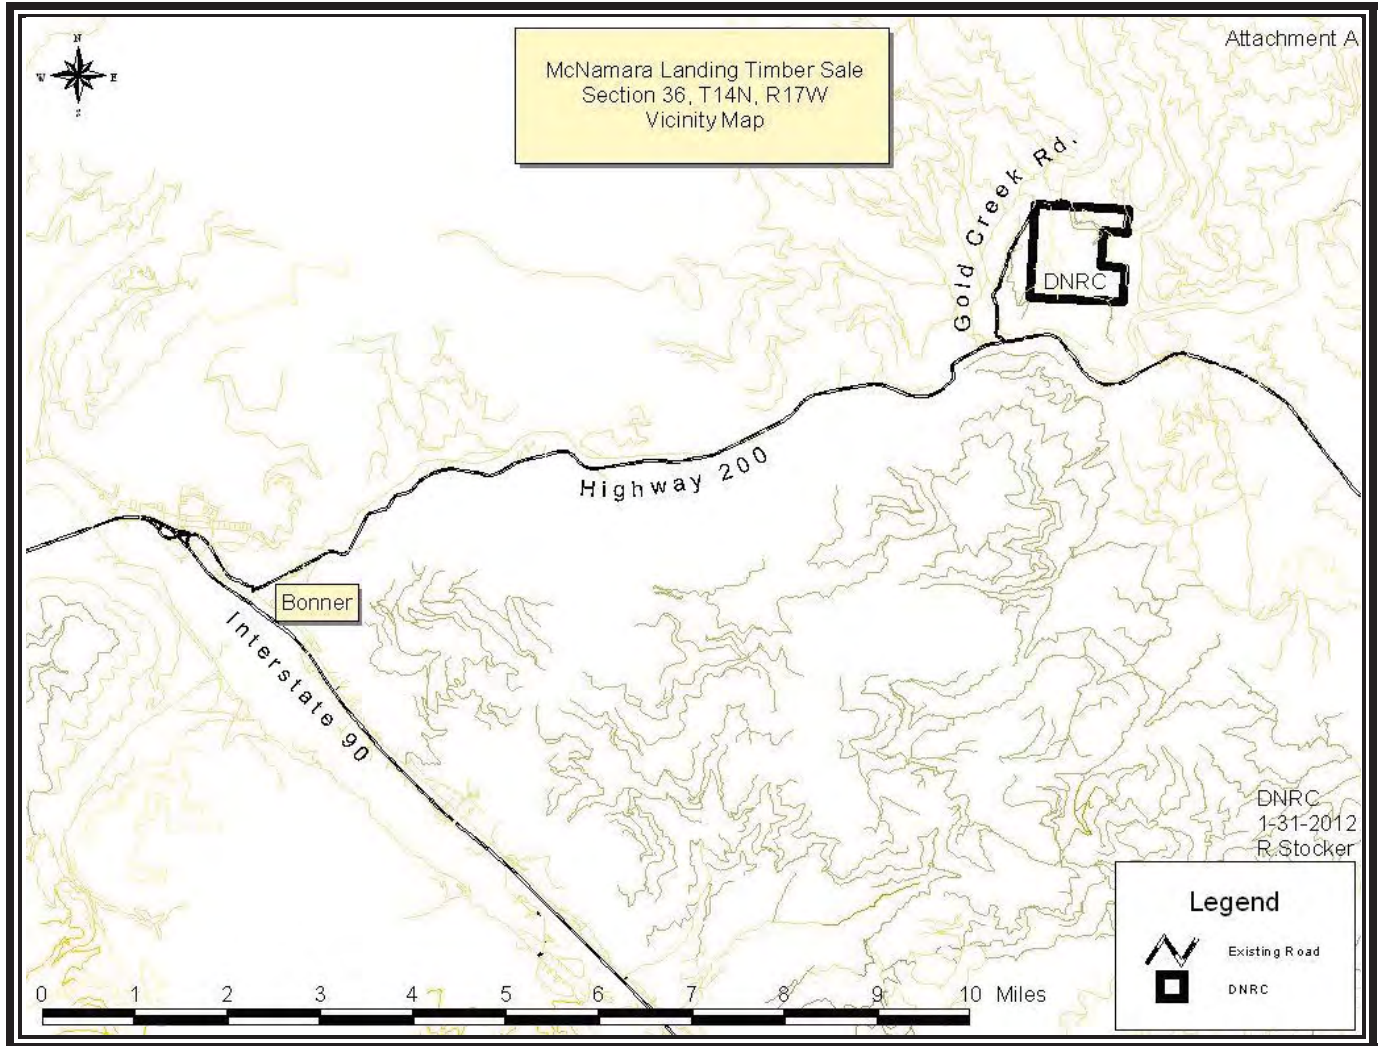 Attachment A
N
W E
S
McNamara Landing Timber Sale
Section 36, T14N, R17W
Vicinity Map
Gold Creek Rd.
DNRC
Highway 200
Bonner
Interstate 90
DNRC
1-31-2012
R.Stocker
Legend
Existing Road
DNRC
0 1 2 3 4 5 6 7 8 9 10 Miles